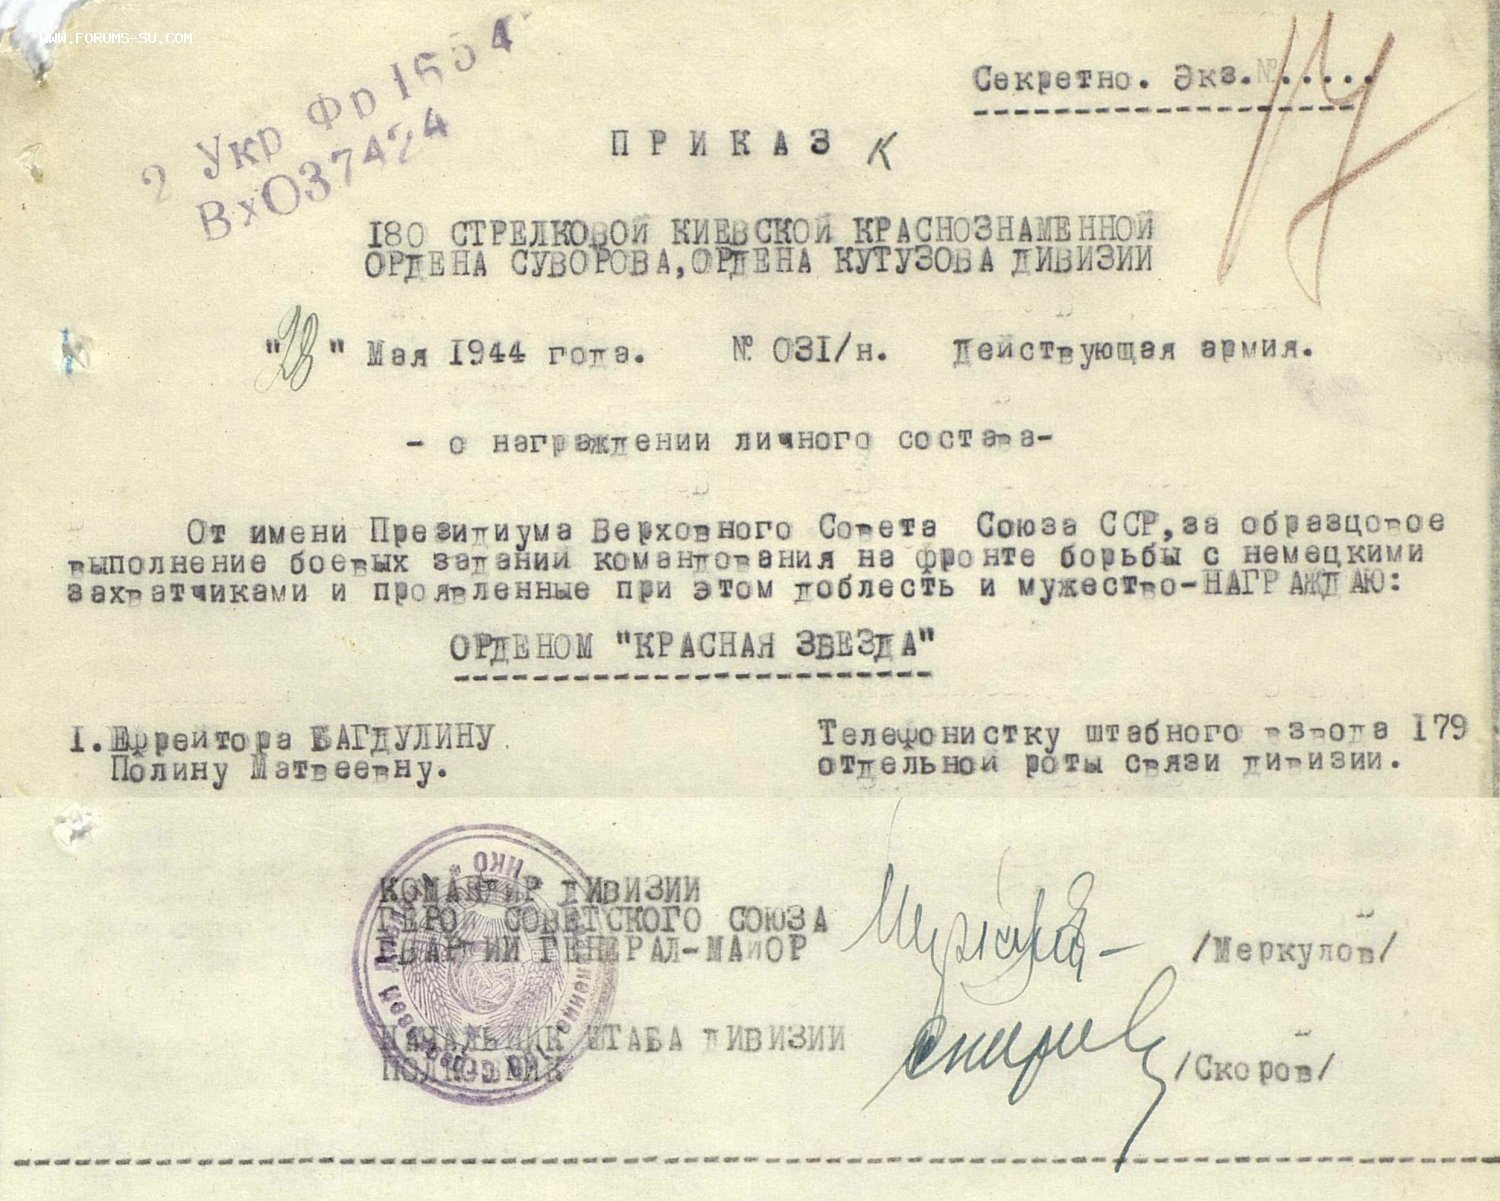 WWW.FORUMS-SU.COM
2 Укр Фр 1654
Вх037424
Секретно. Экз.№.....
ПРИКАЗ К
180 СТРЕЛКОВОЙ КИЕВСКОЙ КРАСНОЗНАМЕННОЙ
ОРДЕНА СУВОРОВА, ОРДЕНА КУТУЗОВА ДИВИЗИИ
" " Мая 1944 года. № 031/н. Действующая армия.
- о награждении личного состава-
От имени Президиума Верховного Совета Союза ССР, за образцовое
выполнение боевых заданий командования на фронте борьбы с немецкими
захватчиками и проявленные при этом доблесть и мужество-НАГРАЖДАЮ:
ОРДЕНОМ "КРАСНАЯ ЗВЕЗДА"
1. Ефрейтора БАГДУЛИНУ Телефонистку штабного взвода 179
Полину Матвеевну. отдельной роты связи дивизии.
НКО
КОМАНДИР ДИВИЗИИ
ГЕРОЙ СОВЕТСКОГО СОЮЗА
ГВАРДИИ ГЕНЕРАЛ-МАЙОР /Меркулов/
НАЧАЛЬНИК ШТАБА ДИВИЗИИ
ПОЛКОВНИК /Скоров/